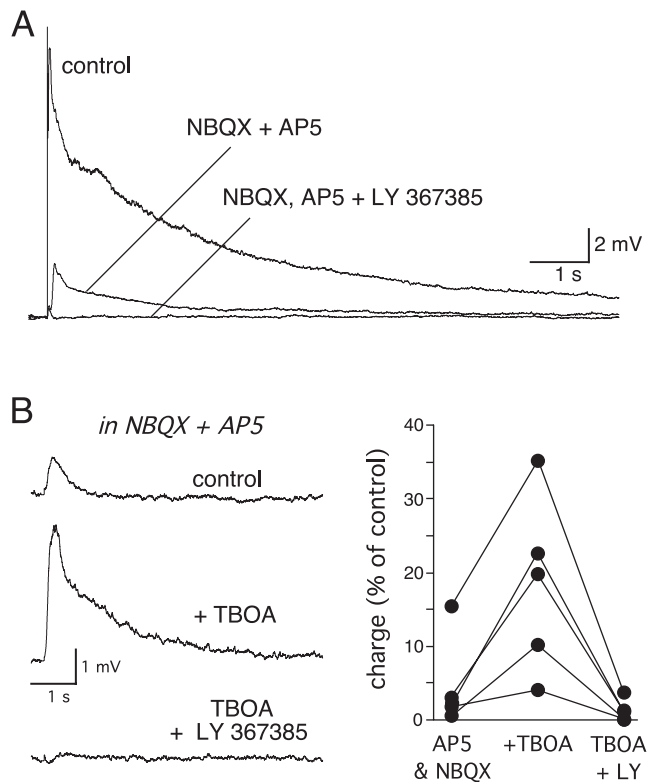 A
control
NBQX + AP5
NBQX, AP5 + LY 367385
2 mV
1 s
B
in NBQX + AP5
control
+ TBOA
1 mV
1 s
TBOA
+ LY 367385
charge (% of control)
40
30
20
10
0
AP5
& NBQX
+TBOA
TBOA
+ LY